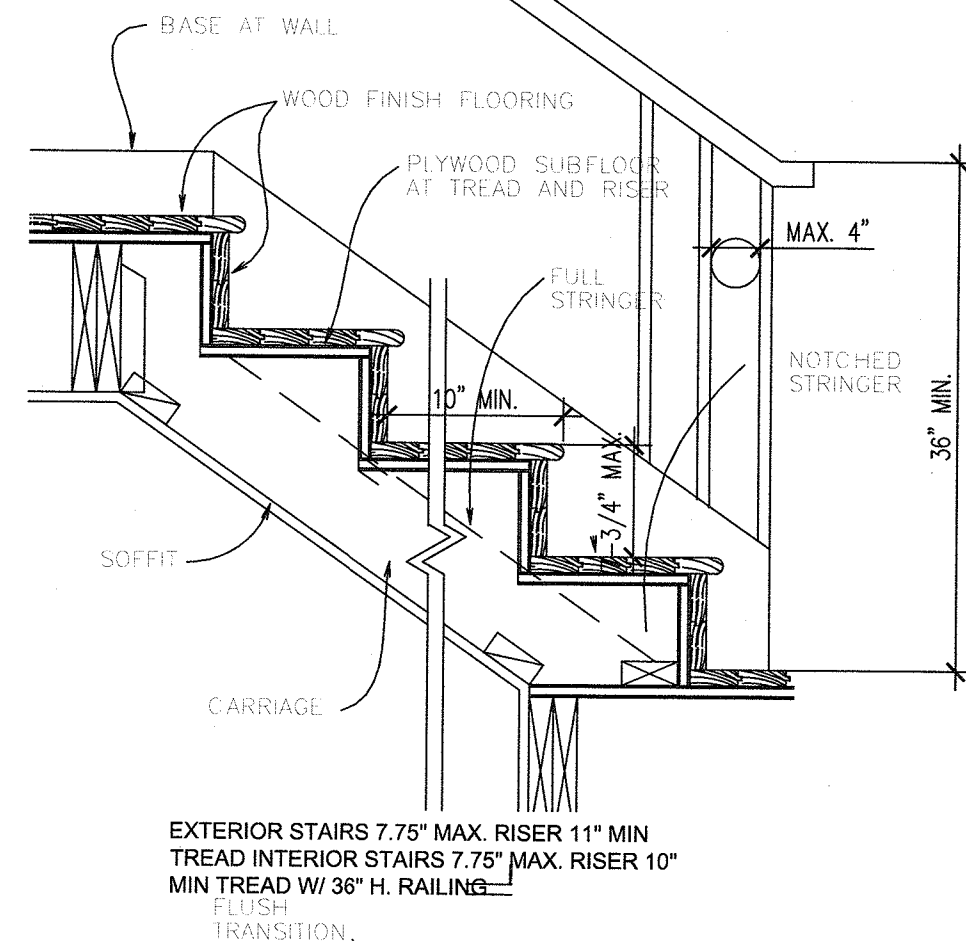 BASE AT WALL
WOOD FINISH FLOORING
PLYWOOD SUBFLOOR
AT TREAD AND RISER
MAX. 4"
FULL
STRINGER
NOTCHED
STRINGER
10" MIN.
3/4" MAX.
36" MIN.
SOFFIT
CARRIAGE
EXTERIOR STAIRS 7.75" MAX. RISER 11" MIN
TREAD INTERIOR STAIRS 7.75" MAX. RISER 10"
MIN TREAD W/ 36" H. RAILING
FLUSH
TRANSITION,